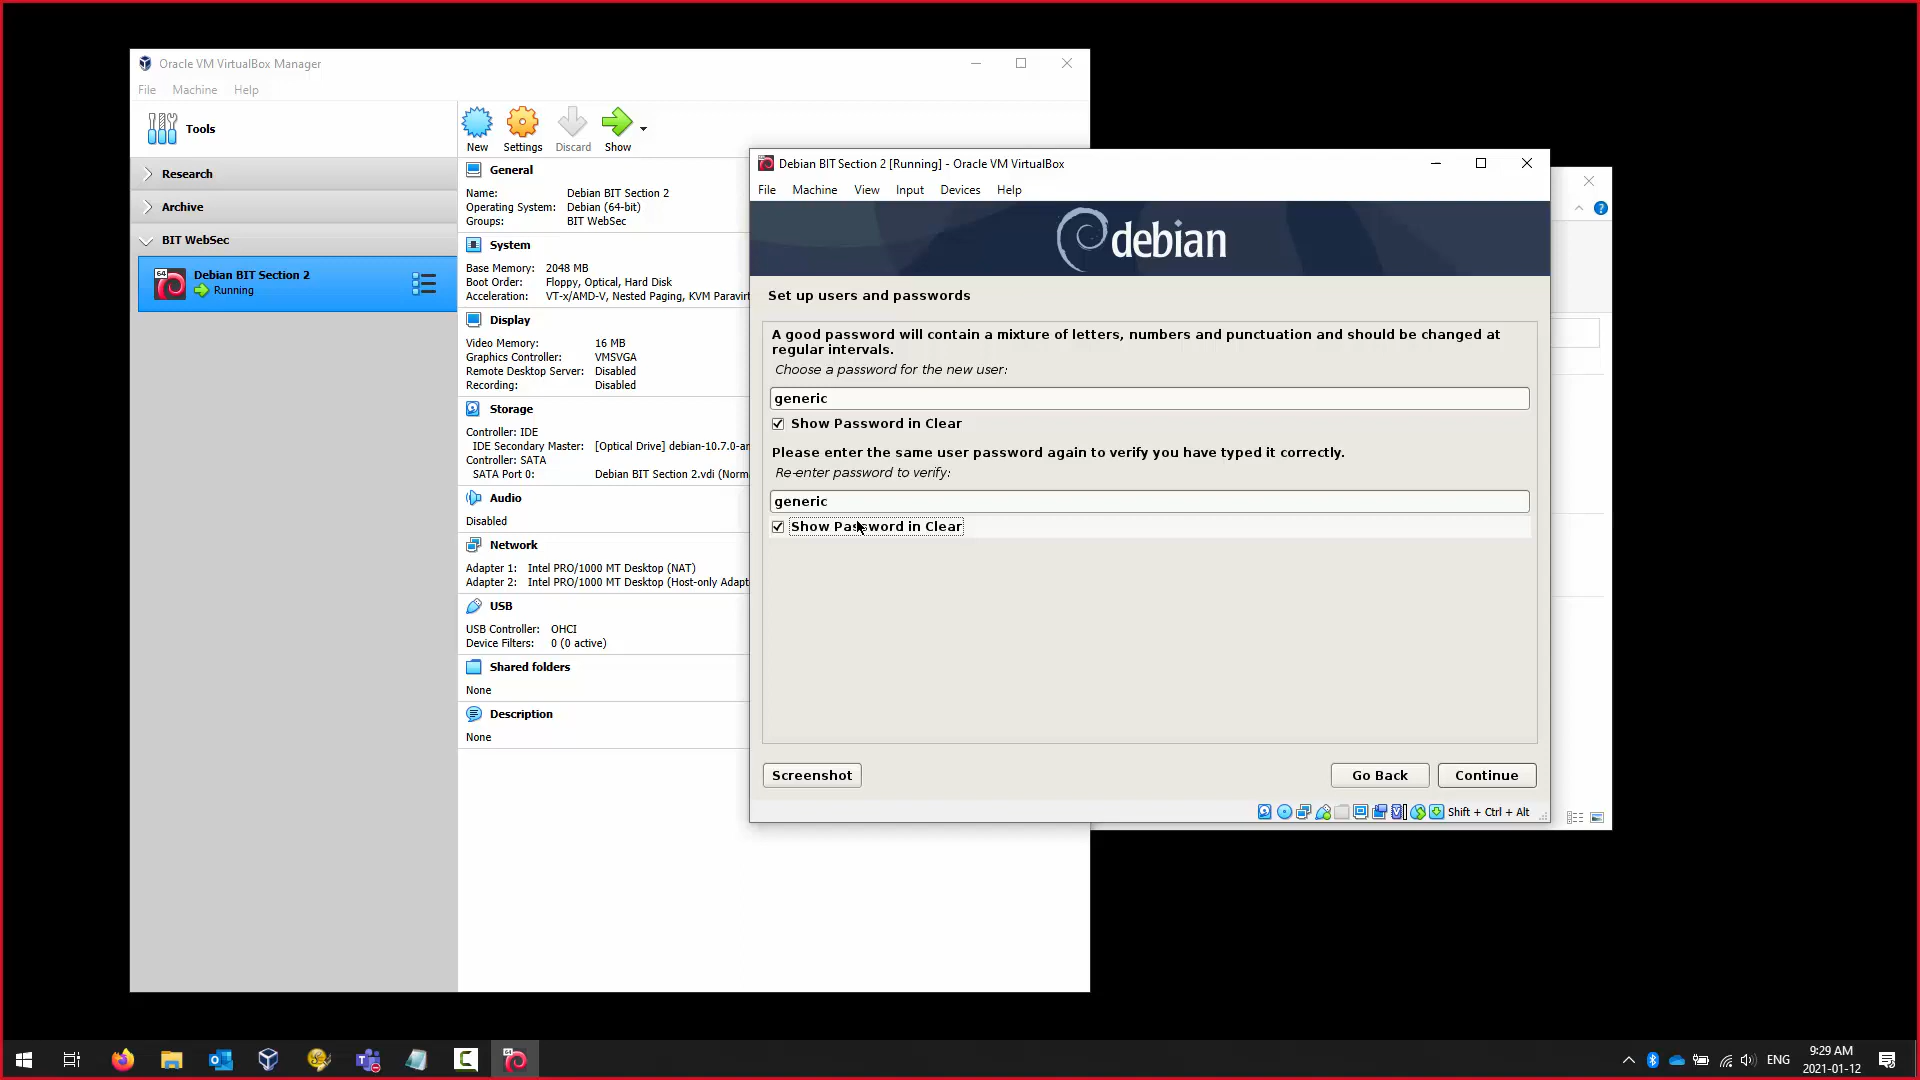 Oracle VM VirtualBox Manager
File Machine Help
Tools
New Settings Discard Show
Research
Archive
BIT WebSec
64
Debian BIT Section 2
Running
General
Name: Debian BIT Section 2
Operating System: Debian (64-bit)
Groups: BIT WebSec
System
Base Memory: 2048 MB
Boot Order: Floppy, Optical, Hard Disk
Acceleration: VT-x/AMD-V, Nested Paging, KVM Paravirt
Display
Video Memory: 16 MB
Graphics Controller: VMSVGA
Remote Desktop Server: Disabled
Recording: Disabled
Storage
Controller: IDE
IDE Secondary Master: [Optical Drive] debian-10.7.0-a
Controller: SATA
SATA Port 0: Debian BIT Section 2.vdi (Norm
Audio
Disabled
Network
Adapter 1: Intel PRO/1000 MT Desktop (NAT)
Adapter 2: Intel PRO/1000 MT Desktop (Host-only Adapt
USB
USB Controller: OHCI
Device Filters: 0 (0 active)
Shared folders
None
Description
None
Debian BIT Section 2 [Running] - Oracle VM VirtualBox
File Machine View Input Devices Help
debian
Set up users and passwords
A good password will contain a mixture of letters, numbers and punctuation and should be changed at
regular intervals.
Choose a password for the new user:
generic
Show Password in Clear
Please enter the same user password again to verify you have typed it correctly.
Re-enter password to verify:
generic
Show Password in Clear
Screenshot Go Back Continue
Shift + Ctrl + Alt
ENG
9:29 AM
2021-01-12